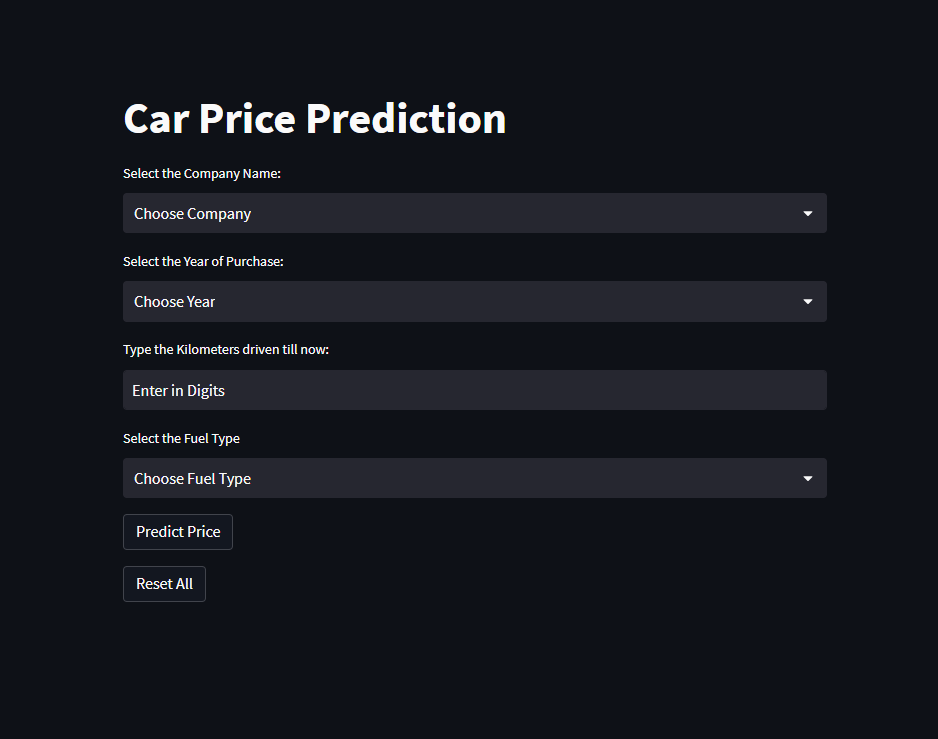 Car Price Prediction
Select the Company Name:
Choose Company
Select the Year of Purchase:
Choose Year
Type the Kilometers driven till now:
Enter in Digits
Select the Fuel Type
Choose Fuel Type
Predict Price
Reset All